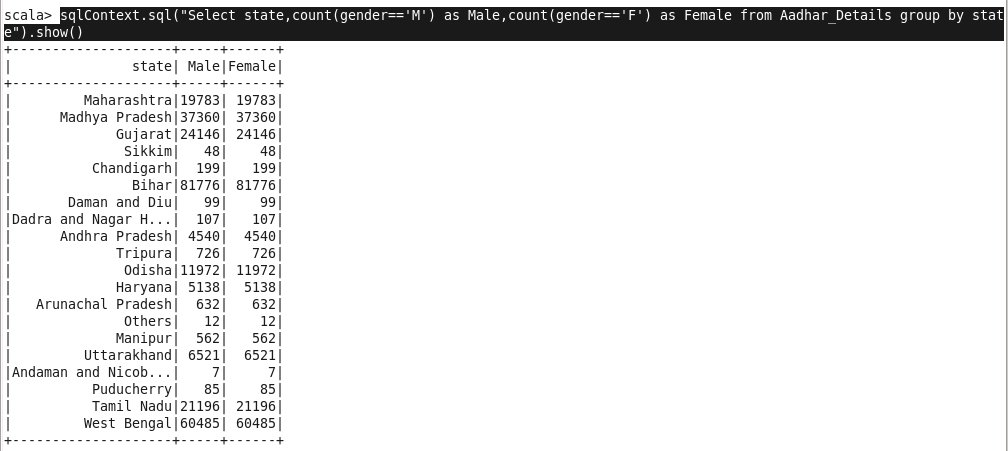 scala> sqlContext.sql("Select state,count(gender=='M') as Male,count(gender=='F') as Female from Aadhar_Details group by stat
e").show()
+--------------------+-----+------+
|               state| Male|Female|
+--------------------+-----+------+
|         Maharashtra|19783| 19783|
|      Madhya Pradesh|37360| 37360|
|             Gujarat|24146| 24146|
|              Sikkim|   48|    48|
|          Chandigarh|  199|   199|
|               Bihar|81776| 81776|
|       Daman and Diu|   99|    99|
|Dadra and Nagar H...|  107|   107|
|      Andhra Pradesh| 4540|  4540|
|             Tripura|  726|   726|
|              Odisha|11972| 11972|
|             Haryana| 5138|  5138|
|   Arunachal Pradesh|  632|   632|
|              Others|   12|    12|
|             Manipur|  562|   562|
|         Uttarakhand| 6521|  6521|
|Andaman and Nicob...|    7|     7|
|          Puducherry|   85|    85|
|          Tamil Nadu|21196| 21196|
|         West Bengal|60485| 60485|
+--------------------+-----+------+